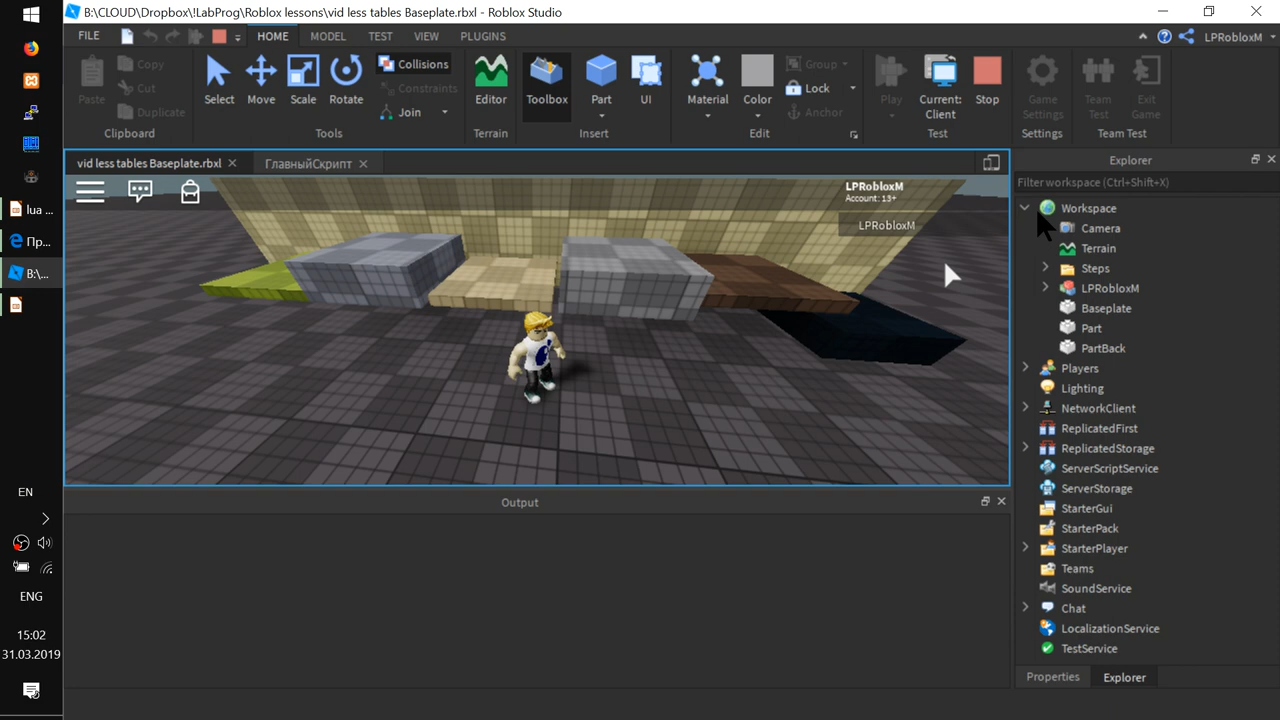 B:\CLOUD\Dropbox\!LabProg\Roblox lessons\vid less tables Baseplate.rbxl - Roblox Studio
FILE HOME MODEL TEST VIEW PLUGINS LPRobloxM
Paste Copy Cut Duplicate
Clipboard
Select Move Scale Rotate
Collisions
Constraints
Join
Tools
Editor
Terrain
Toolbox Part UI
Insert
Material Color
Group
Lock
Anchor
Edit
Play
Current:
Client
Stop
Test
Game
Settings
Settings
Team
Test
Exit
Game
Team Test
vid less tables Baseplate.rbxl
ГлавныйСкрипт
LPRobloxM
Account: 13+
LPRobloxM
Output
Explorer
Filter workspace (Ctrl+Shift+X)
Workspace
Camera
Terrain
Steps
LPRobloxM
Baseplate
Part
PartBack
Players
Lighting
NetworkClient
ReplicatedFirst
ReplicatedStorage
ServerScriptService
ServerStorage
StarterGui
StarterPack
StarterPlayer
Teams
SoundService
Chat
LocalizationService
TestService
Properties Explorer
lua ...
Пр...
B:\...
EN
ENG
15:02
31.03.2019